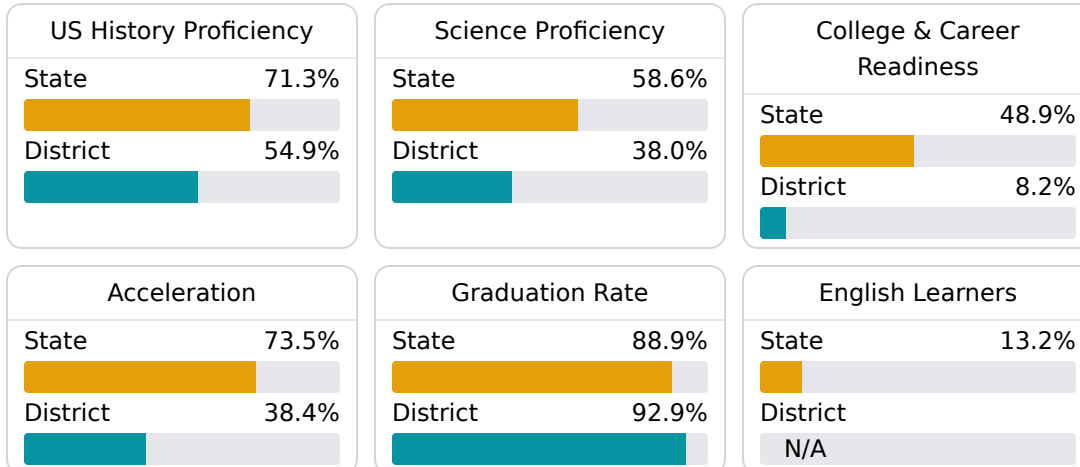 US History Proficiency
State 71.3%
District 54.9%
Science Proficiency
State 58.6%
District 38.0%
College & Career
Readiness
State 48.9%
District 8.2%
Acceleration
State 73.5%
District 38.4%
Graduation Rate
State 88.9%
District 92.9%
English Learners
State 13.2%
District
N/A